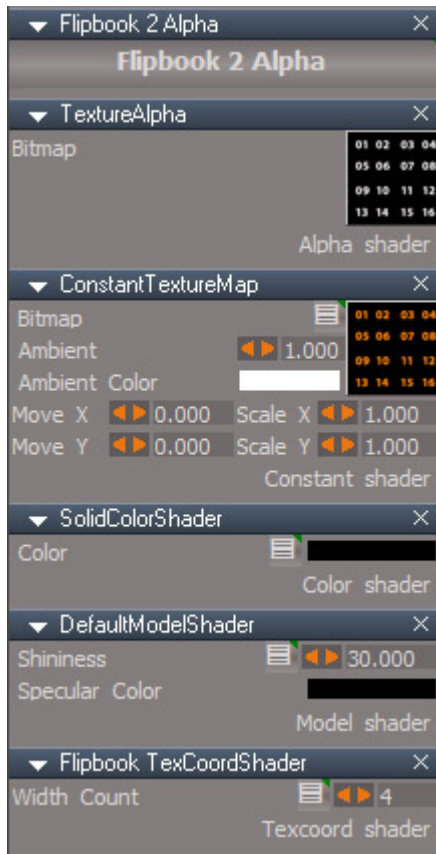 Flipbook 2 Alpha
Flipbook 2 Alpha
TextureAlpha
Bitmap
01 02 03 04
05 06 07 08
09 10 11 12
13 14 15 16
Alpha shader
ConstantTextureMap
Bitmap
01 02 03 04
05 06 07 08
09 10 11 12
13 14 15 16
Ambient 1.000
Ambient Color
Move X 0.000 Scale X 1.000
Move Y 0.000 Scale Y 1.000
Constant shader
SolidColorShader
Color
Color shader
DefaultModelShader
Shininess 30.000
Specular Color
Model shader
Flipbook TexCoordShader
Width Count 4
Texcoord shader